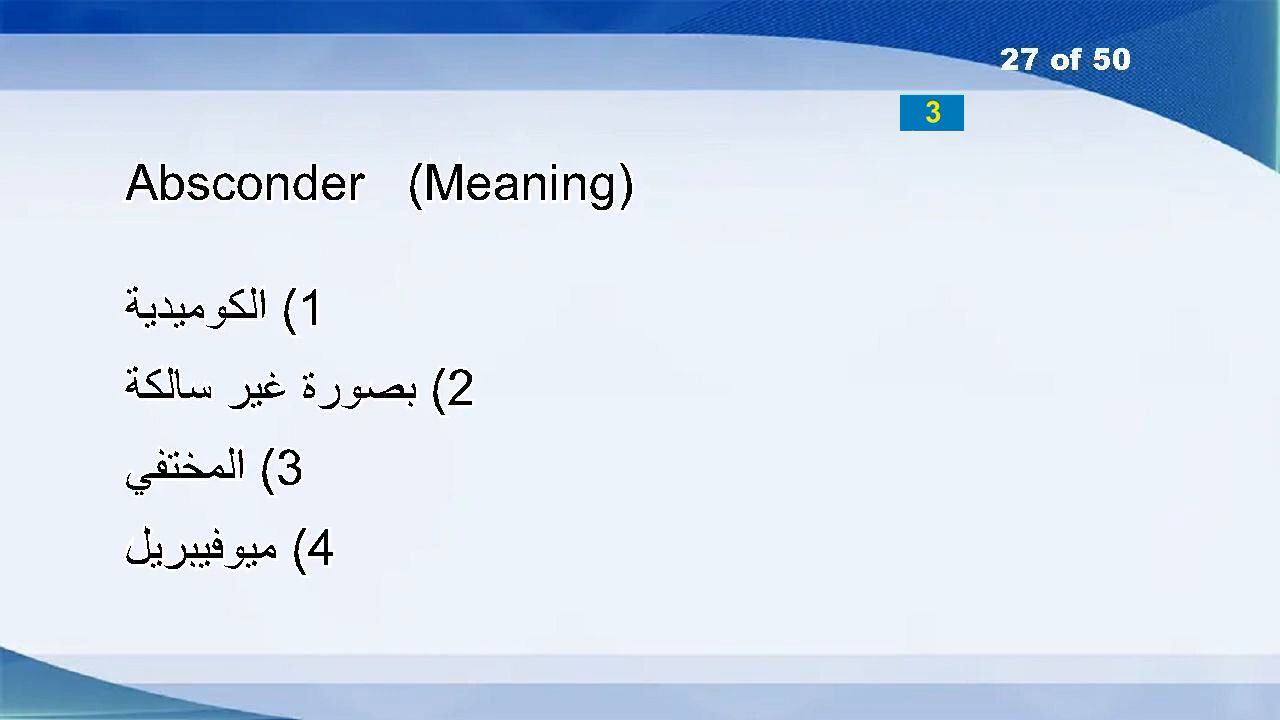 27 of 50
3
Absconder (Meaning)
1) الكوميدية
2) بصورة غير سالكة
3) المختفي
4) ميوفيبريل